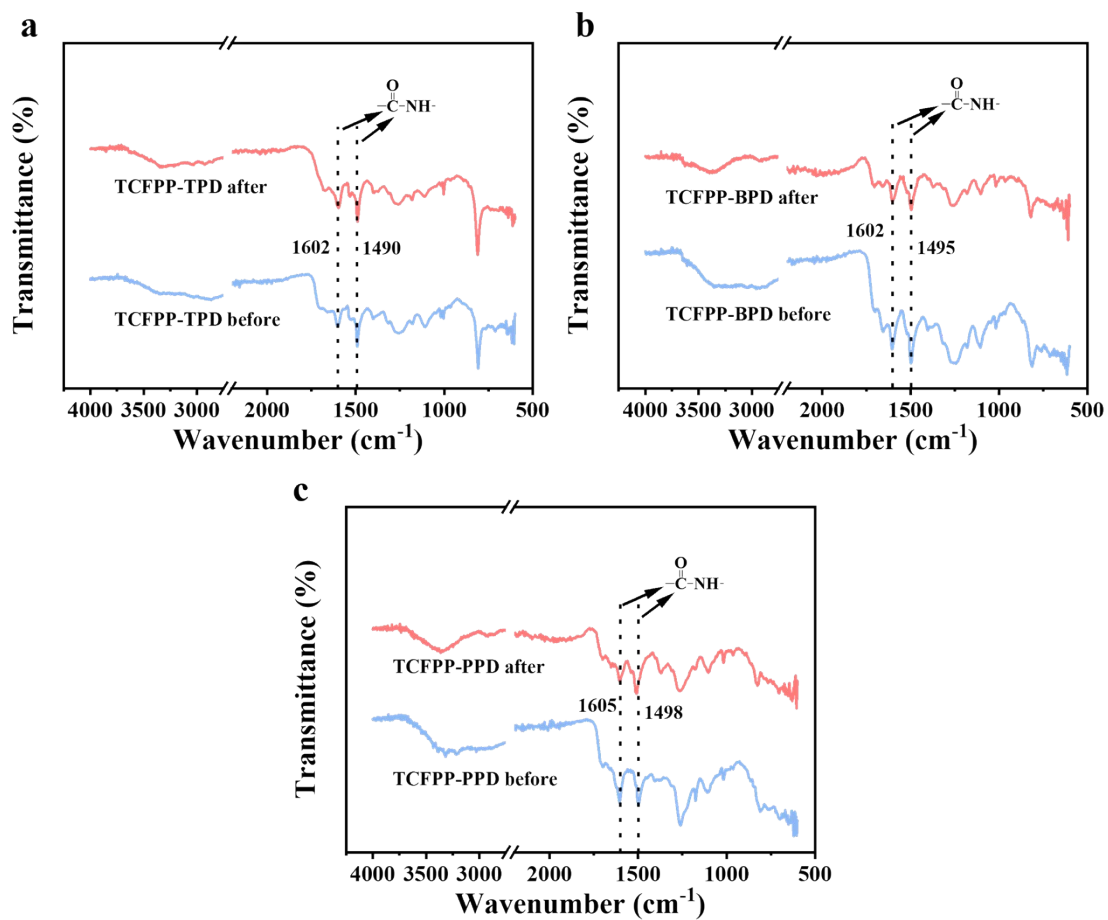 a
Transmittance (%)
O
-C-NH-
TCFPP-TPD after
1602
1490
TCFPP-TPD before
4000 3500 3000 2000 1500 1000 500
Wavenumber (cm-1)
b
Transmittance (%)
O
-C-NH-
TCFPP-BPD after
1602
1495
TCFPP-BPD before
4000 3500 3000 2000 1500 1000 500
Wavenumber (cm-1)
c
Transmittance (%)
O
-C-NH-
TCFPP-PPD after
1605
1498
TCFPP-PPD before
4000 3500 3000 2000 1500 1000 500
Wavenumber (cm-1)